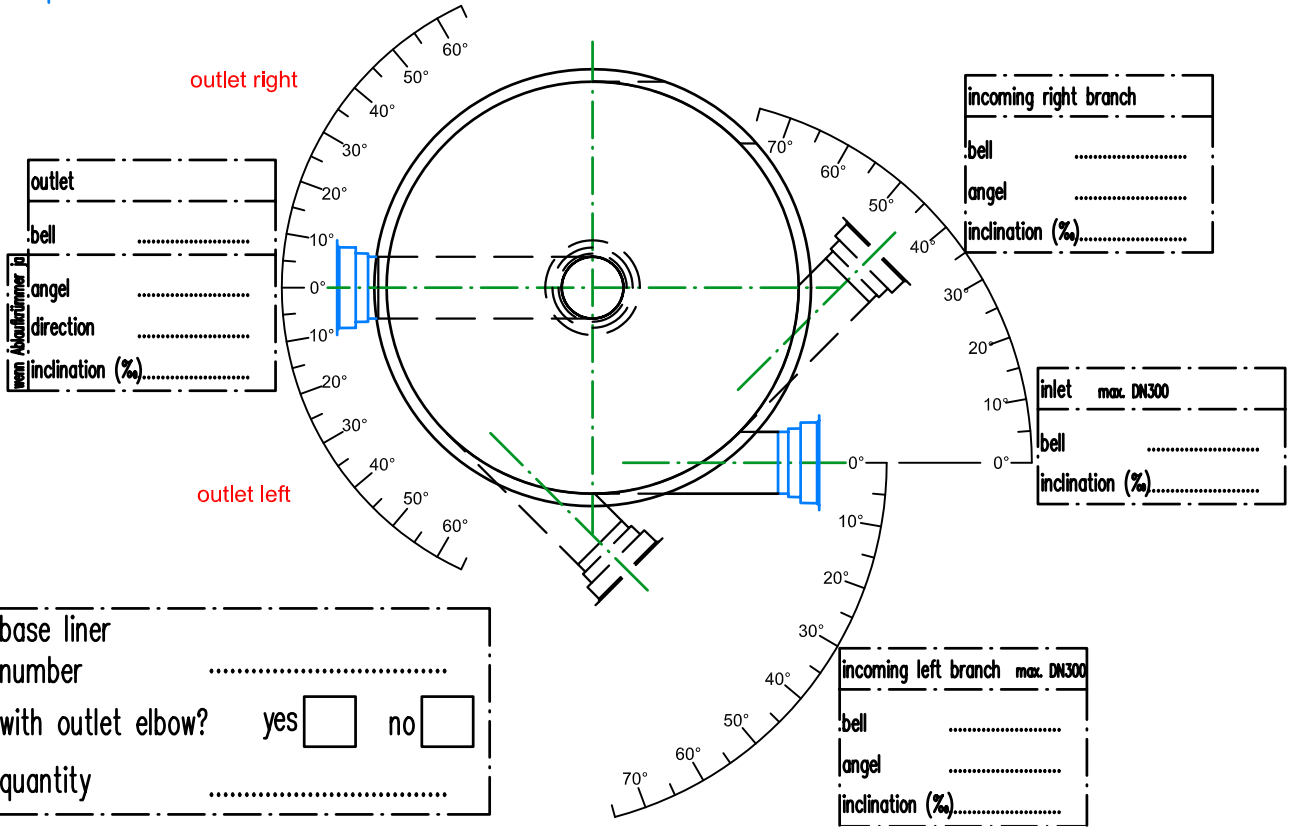 outlet right
60°
50°
40°
30°
20°
10°
0°
10°
20°
30°
40°
50°
60°
outlet left
outlet
bell ........................
angel ........................
direction ........................
inclination (‰)........................
wenn Ablaufkrümmer ja
70°
60°
50°
40°
30°
20°
10°
0°
incoming right branch
bell ........................
angel ........................
inclination (‰)........................
inlet max. DN300
bell ........................
inclination (‰)........................
0°
10°
20°
30°
40°
50°
60°
70°
incoming left branch max. DN300
bell ........................
angel ........................
inclination (‰)........................
base liner
number ........................
with outlet elbow? yes no
quantity ........................